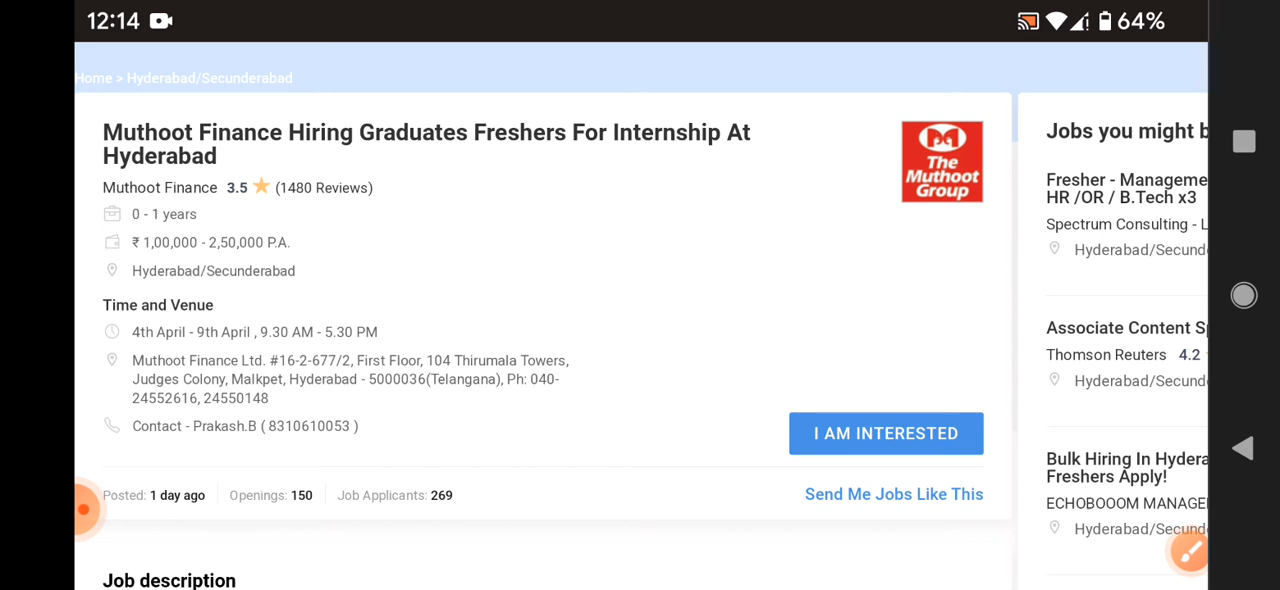 12:14
64%
Home > Hyderabad/Secunderabad
Muthoot Finance Hiring Graduates Freshers For Internship At
Hyderabad
Muthoot Finance 3.5 (1480 Reviews)
0 - 1 years
₹ 1,00,000 - 2,50,000 P.A.
Hyderabad/Secunderabad
Time and Venue
4th April - 9th April , 9.30 AM - 5.30 PM
Muthoot Finance Ltd. #16-2-677/2, First Floor, 104 Thirumala Towers,
Judges Colony, Malkpet, Hyderabad - 5000036(Telangana), Ph: 040-
24552616, 24550148
Contact - Prakash.B ( 8310610053 )
I AM INTERESTED
Posted: 1 day ago Openings: 150 Job Applicants: 269
Send Me Jobs Like This
Job description
The
Muthoot
Group
Jobs you might b
Fresher - Manageme
HR /OR / B.Tech x3
Spectrum Consulting - L
Hyderabad/Secund
Associate Content Sp
Thomson Reuters 4.2
Hyderabad/Secund
Bulk Hiring In Hydera
Freshers Apply!
ECHOBOOOM MANAGE
Hyderabad/Secund